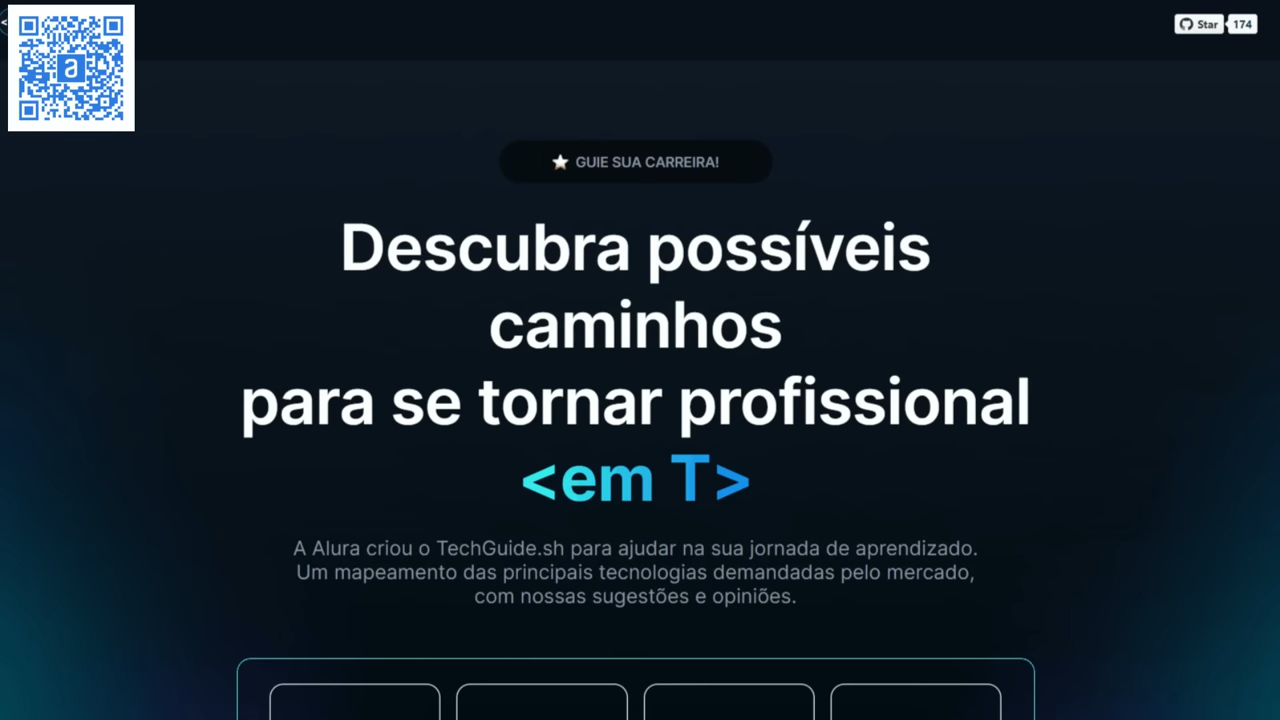 a
Star 174
GUIE SUA CARREIRA!
Descubra possíveis
caminhos
para se tornar profissional
<em T>
A Alura criou o TechGuide.sh para ajudar na sua jornada de aprendizado.
Um mapeamento das principais tecnologias demandadas pelo mercado,
com nossas sugestões e opiniões.